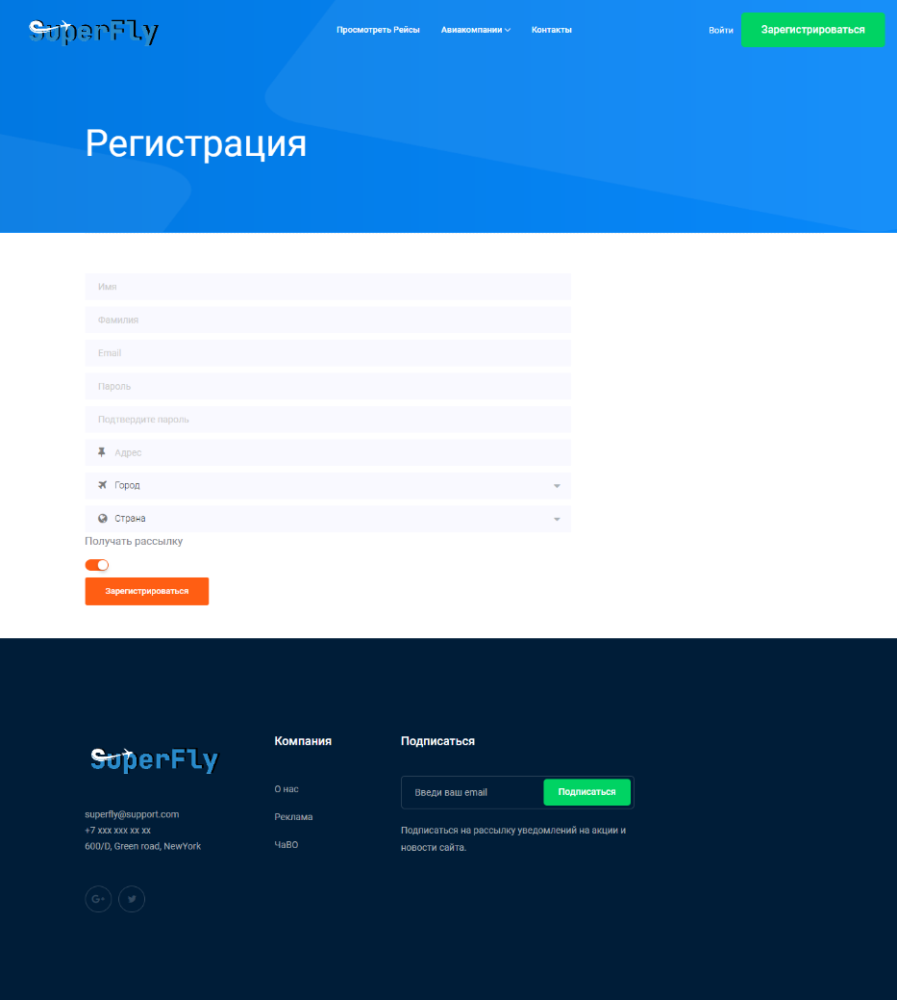 SuperFly
Просмотреть Рейсы
Авиакомпании
Контакты
Войти
Зарегистрироваться
Регистрация
Имя
Фамилия
Email
Пароль
Подтвердите пароль
Адрес
Город
Страна
Получать рассылку
Зарегистрироваться
SuperFly
superfly@support.com
+7 xxx xxx xx xx
600/D, Green road, NewYork
G+
Компания
О нас
Реклама
ЧаВО
Подписаться
Введи ваш email
Подписаться
Подписаться на рассылку уведомлений на акции и
новости сайта.